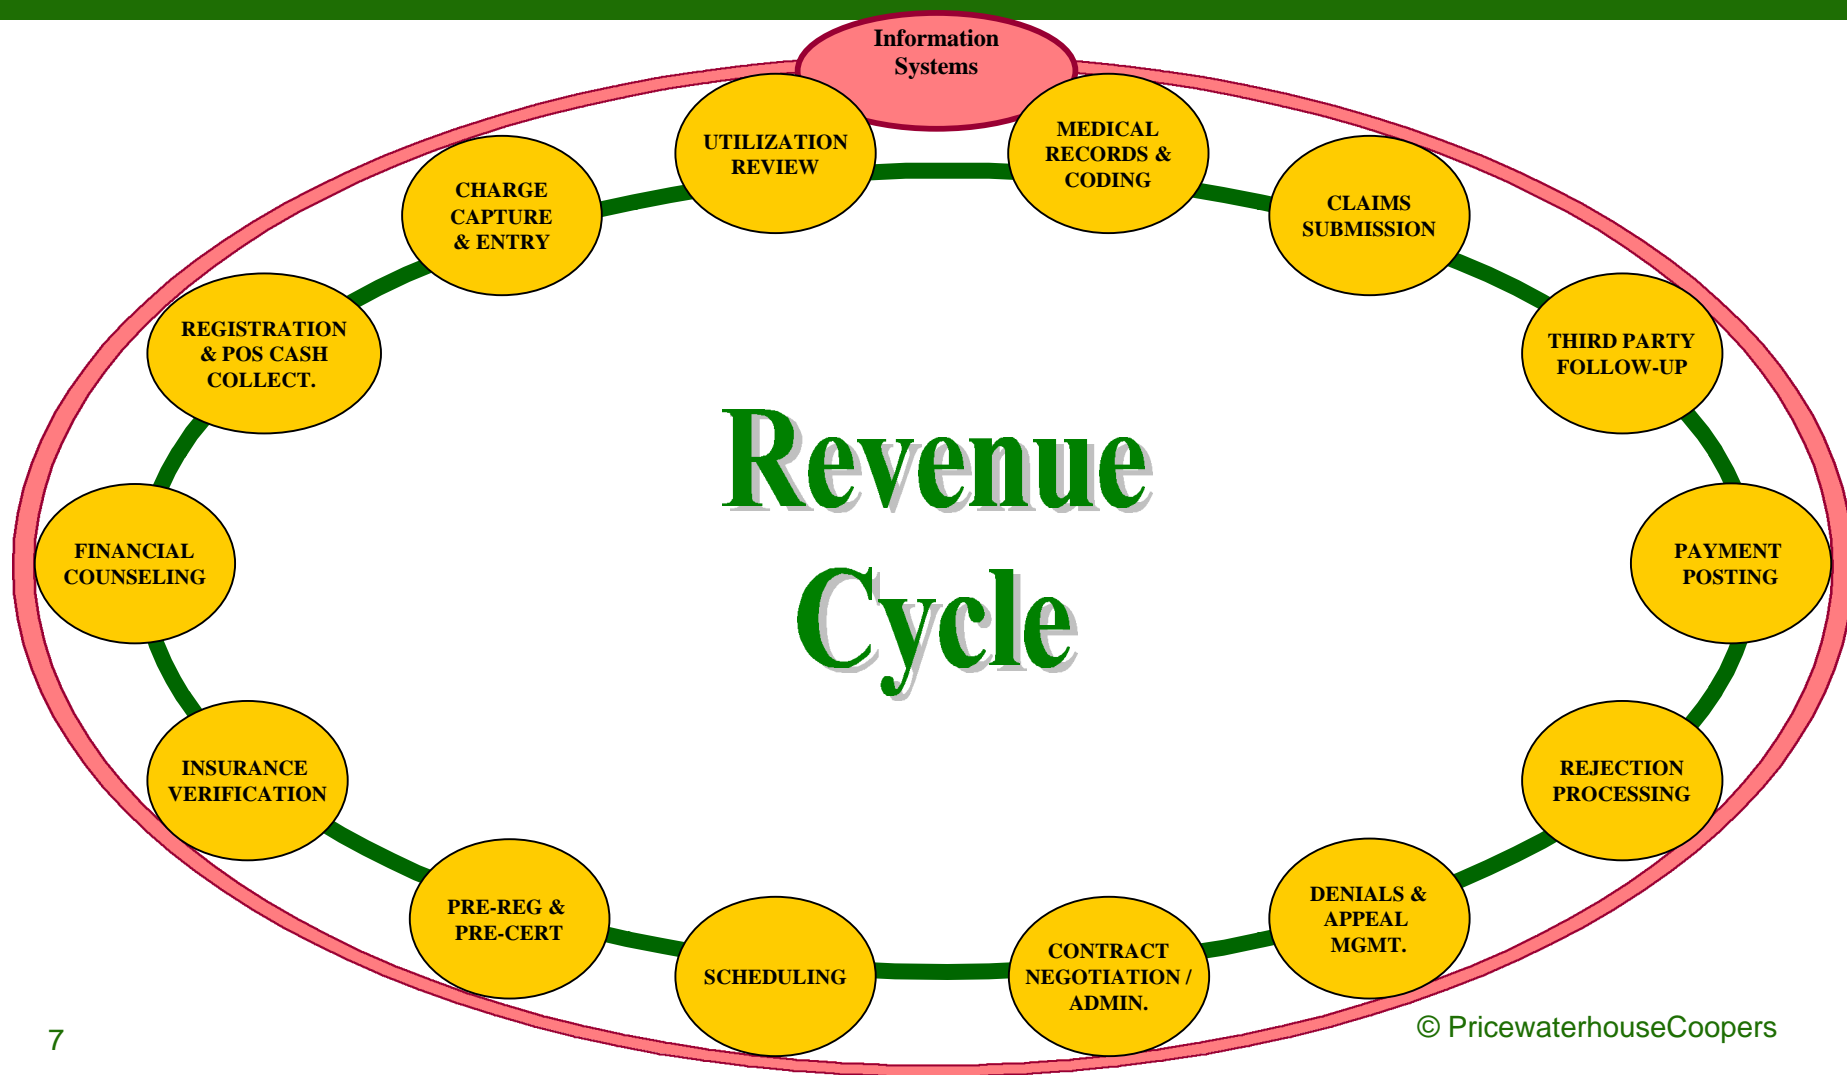 Information
Systems
UTILIZATION
REVIEW
MEDICAL
RECORDS &
CODING
CLAIMS
SUBMISSION
THIRD PARTY
FOLLOW-UP
PAYMENT
POSTING
REJECTION
PROCESSING
DENIALS &
APPEAL
MGMT.
CONTRACT
NEGOTIATION /
ADMIN.
SCHEDULING
PRE-REG &
PRE-CERT
INSURANCE
VERIFICATION
FINANCIAL
COUNSELING
REGISTRATION
& POS CASH
COLLECT.
CHARGE
CAPTURE
& ENTRY
Revenue
Cycle
7
© PricewaterhouseCoopers